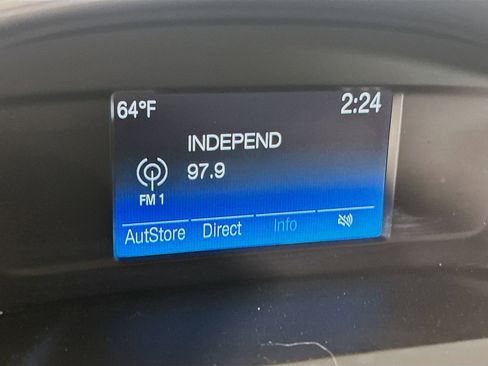 64°F 2:24
INDEPEND
97.9
FM 1
AutStore Direct Info